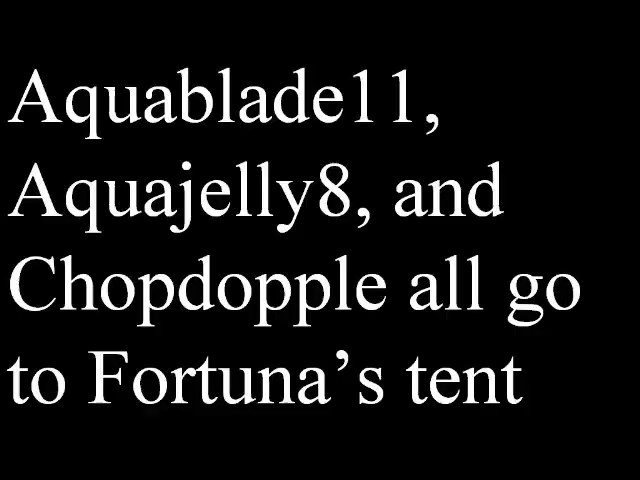 Aquablade11,
Aquajelly8, and
Chopdopple all go
to Fortuna’s tent